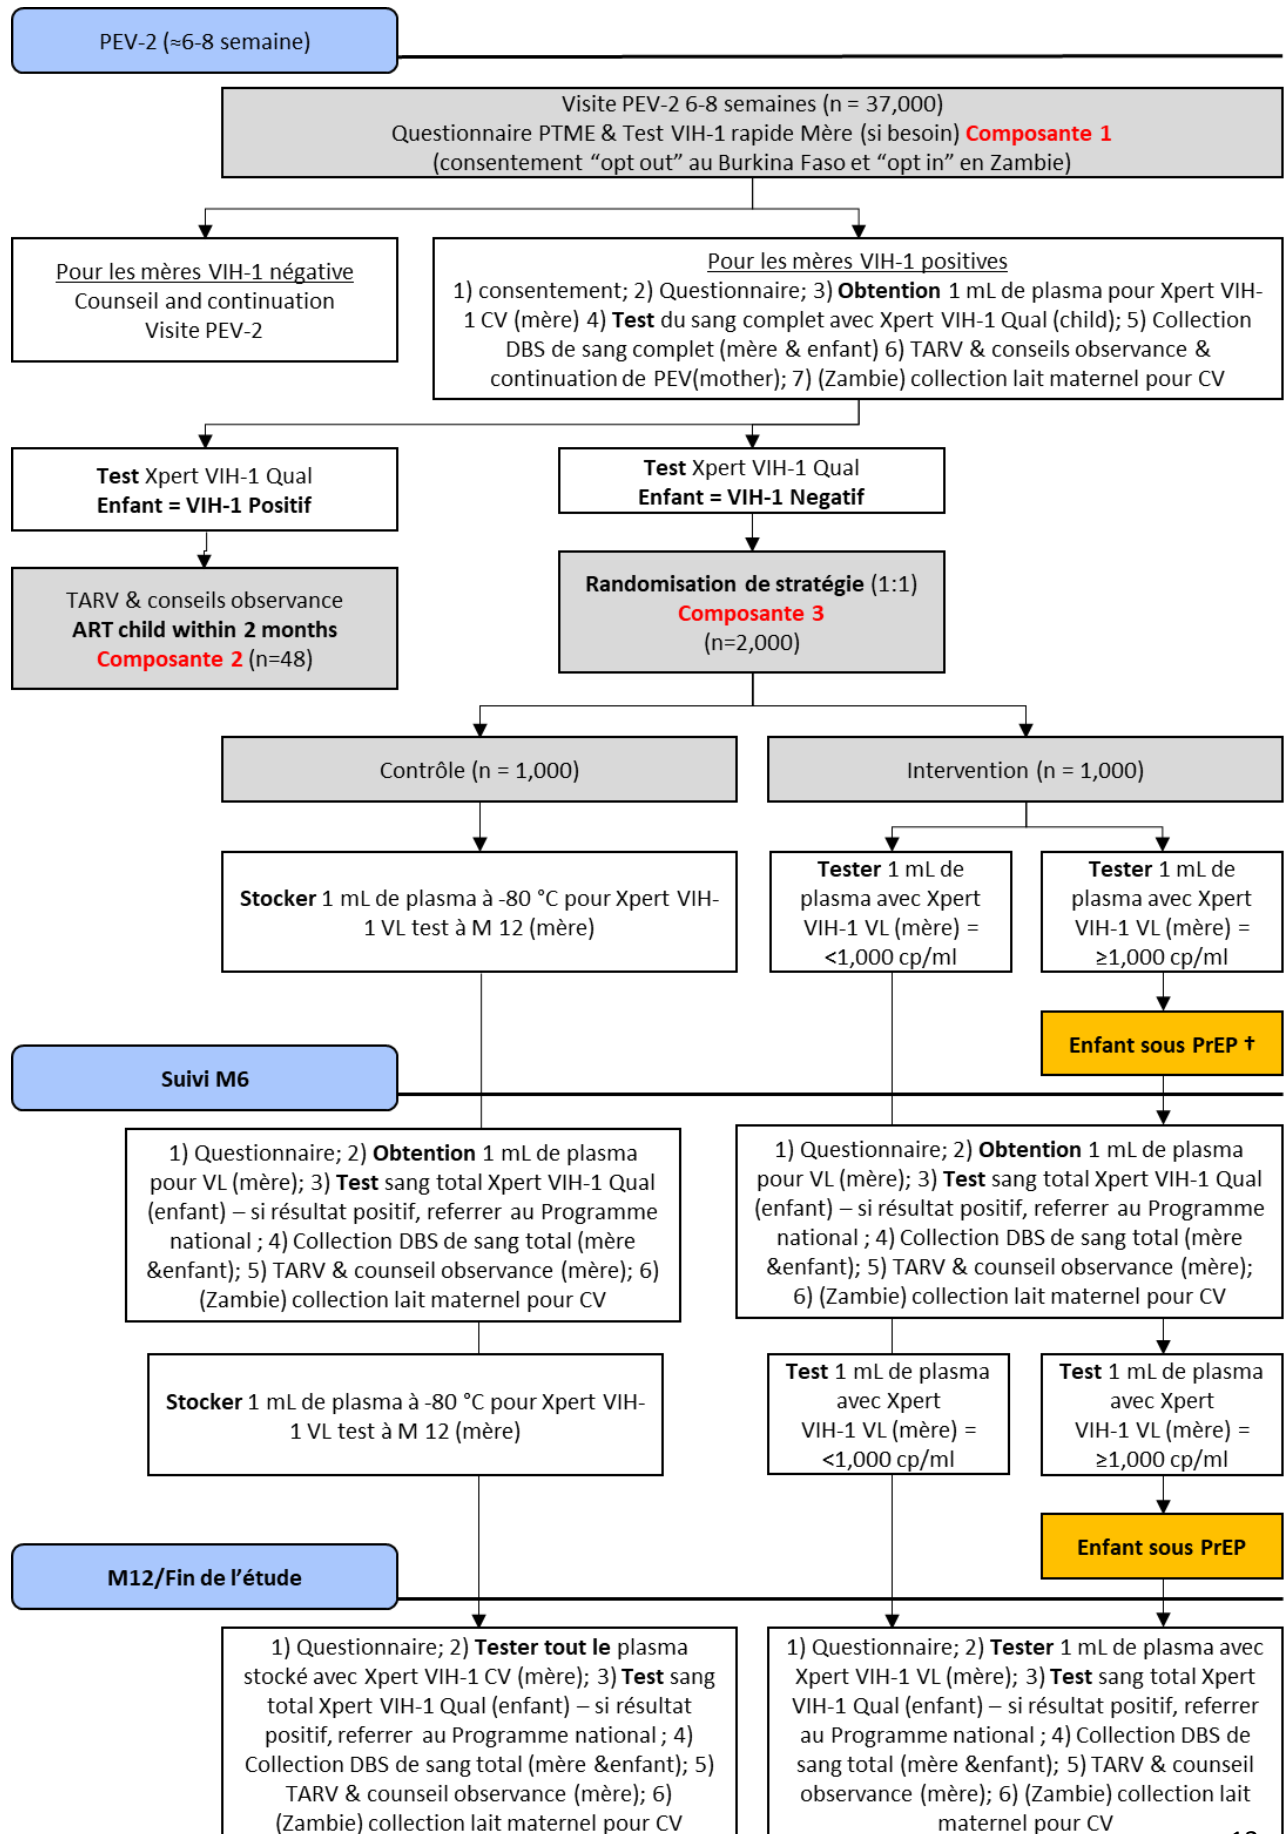 PEV-2 (≈6-8 semaine)
Visite PEV-2 6-8 semaines (n = 37,000)
Questionnaire PTME & Test VIH-1 rapide Mère (si besoin) Composante 1
(consentement “opt out” au Burkina Faso et “opt in” en Zambie)
Pour les mères VIH-1 négative
Counseil and continuation
Visite PEV-2
Pour les mères VIH-1 positives
1) consentement; 2) Questionnaire; 3) Obtention 1 mL de plasma pour Xpert VIH-
1 CV (mère) 4) Test du sang complet avec Xpert VIH-1 Qual (child); 5) Collection
DBS de sang complet (mère & enfant) 6) TARV & conseils observance &
continuation de PEV(mother); 7) (Zambie) collection lait maternel pour CV
Test Xpert VIH-1 Qual
Enfant = VIH-1 Positif
Test Xpert VIH-1 Qual
Enfant = VIH-1 Negatif
TARV & conseils observance
ART child within 2 months
Composante 2 (n=48)
Randomisation de stratégie (1:1)
Composante 3
(n=2,000)
Contrôle (n = 1,000)
Intervention (n = 1,000)
Stocker 1 mL de plasma à -80 °C pour Xpert VIH-
1 VL test à M 12 (mère)
Tester 1 mL de
plasma avec Xpert
VIH-1 VL (mère) =
<1,000 cp/ml
Tester 1 mL de
plasma avec Xpert
VIH-1 VL (mère) =
≥1,000 cp/ml
Enfant sous PrEP †
Suivi M6
1) Questionnaire; 2) Obtention 1 mL de plasma
pour VL (mère); 3) Test sang total Xpert VIH-1 Qual
(enfant) – si résultat positif, referrer au Programme
national ; 4) Collection DBS de sang total (mère
&enfant); 5) TARV & counseil observance (mère); 6)
(Zambie) collection lait maternel pour CV
1) Questionnaire; 2) Obtention 1 mL de plasma
pour VL (mère); 3) Test sang total Xpert VIH-1 Qual
(enfant) – si résultat positif, referrer au Programme
national ; 4) Collection DBS de sang total (mère
&enfant); 5) TARV & counseil observance (mère);
6) (Zambie) collection lait maternel pour CV
Stocker 1 mL de plasma à -80 °C pour Xpert VIH-
1 VL test à M 12 (mère)
Test 1 mL de plasma
avec Xpert
VIH-1 VL (mère) =
<1,000 cp/ml
Test 1 mL de plasma
avec Xpert
VIH-1 VL (mère) =
≥1,000 cp/ml
Enfant sous PrEP
M12/Fin de l’étude
1) Questionnaire; 2) Tester tout le plasma
stocké avec Xpert VIH-1 CV (mère); 3) Test sang
total Xpert VIH-1 Qual (enfant) – si résultat
positif, referrer au Programme national ; 4)
Collection DBS de sang total (mère &enfant); 5)
TARV & counseil observance (mère); 6)
(Zambie) collection lait maternel pour CV
1) Questionnaire; 2) Tester 1 mL de plasma avec
Xpert VIH-1 VL (mère); 3) Test sang total Xpert
VIH-1 Qual (enfant) – si résultat positif, referrer
au Programme national ; 4) Collection DBS de
sang total (mère &enfant); 5) TARV & counseil
observance (mère); 6) (Zambie) collection lait
maternel pour CV